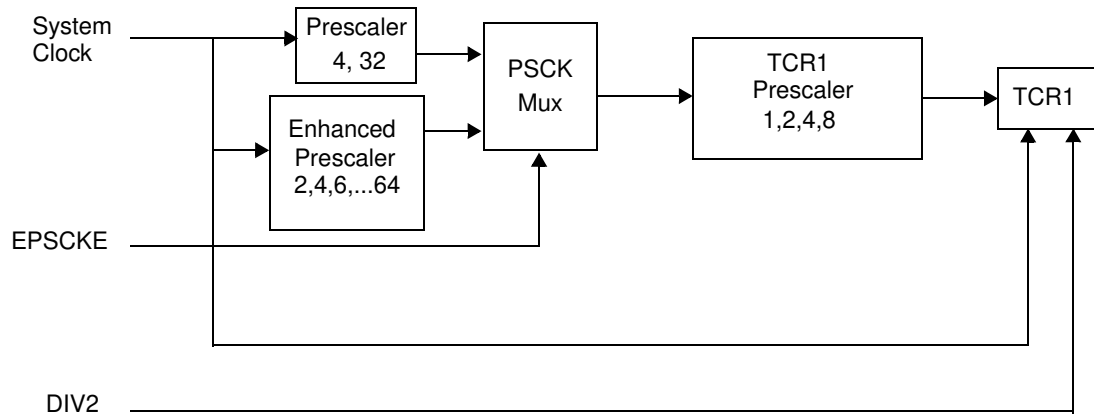 System
Clock
Prescaler
4, 32
PSCK
Mux
TCR1
Prescaler
1,2,4,8
TCR1
Enhanced
Prescaler
2,4,6,...64
EPSCKE
DIV2